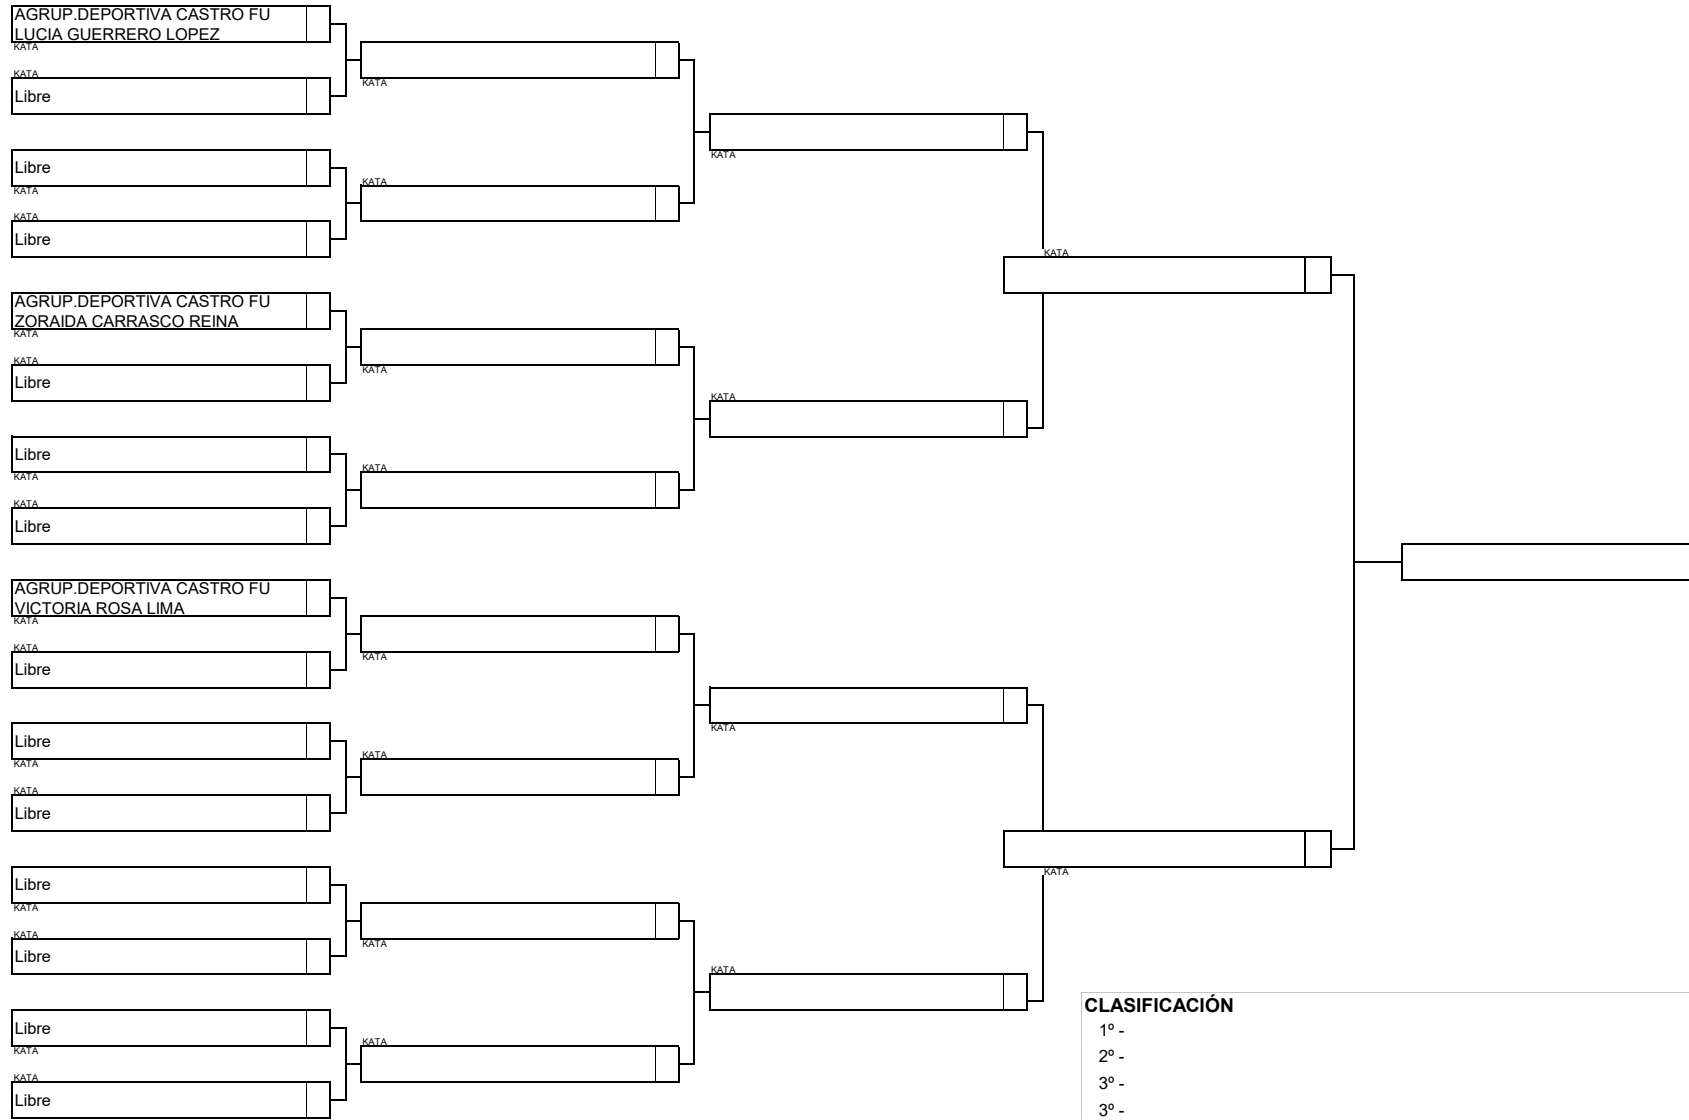 AGRUP.DEPORTIVA CASTRO FU
LUCIA GUERRERO LOPEZ
KATA
KATA
Libre
Libre
KATA
KATA
Libre
AGRUP.DEPORTIVA CASTRO FU
ZORAIDA CARRASCO REINA
KATA
KATA
Libre
Libre
KATA
KATA
Libre
AGRUP.DEPORTIVA CASTRO FU
VICTORIA ROSA LIMA
KATA
KATA
Libre
Libre
KATA
KATA
Libre
Libre
KATA
KATA
Libre
Libre
KATA
KATA
Libre
KATA
KATA
KATA
KATA
KATA
KATA
KATA
KATA
KATA
KATA
KATA
KATA
KATA
KATA
CLASIFICACIÓN
1º -
2º -
3º -
3º -